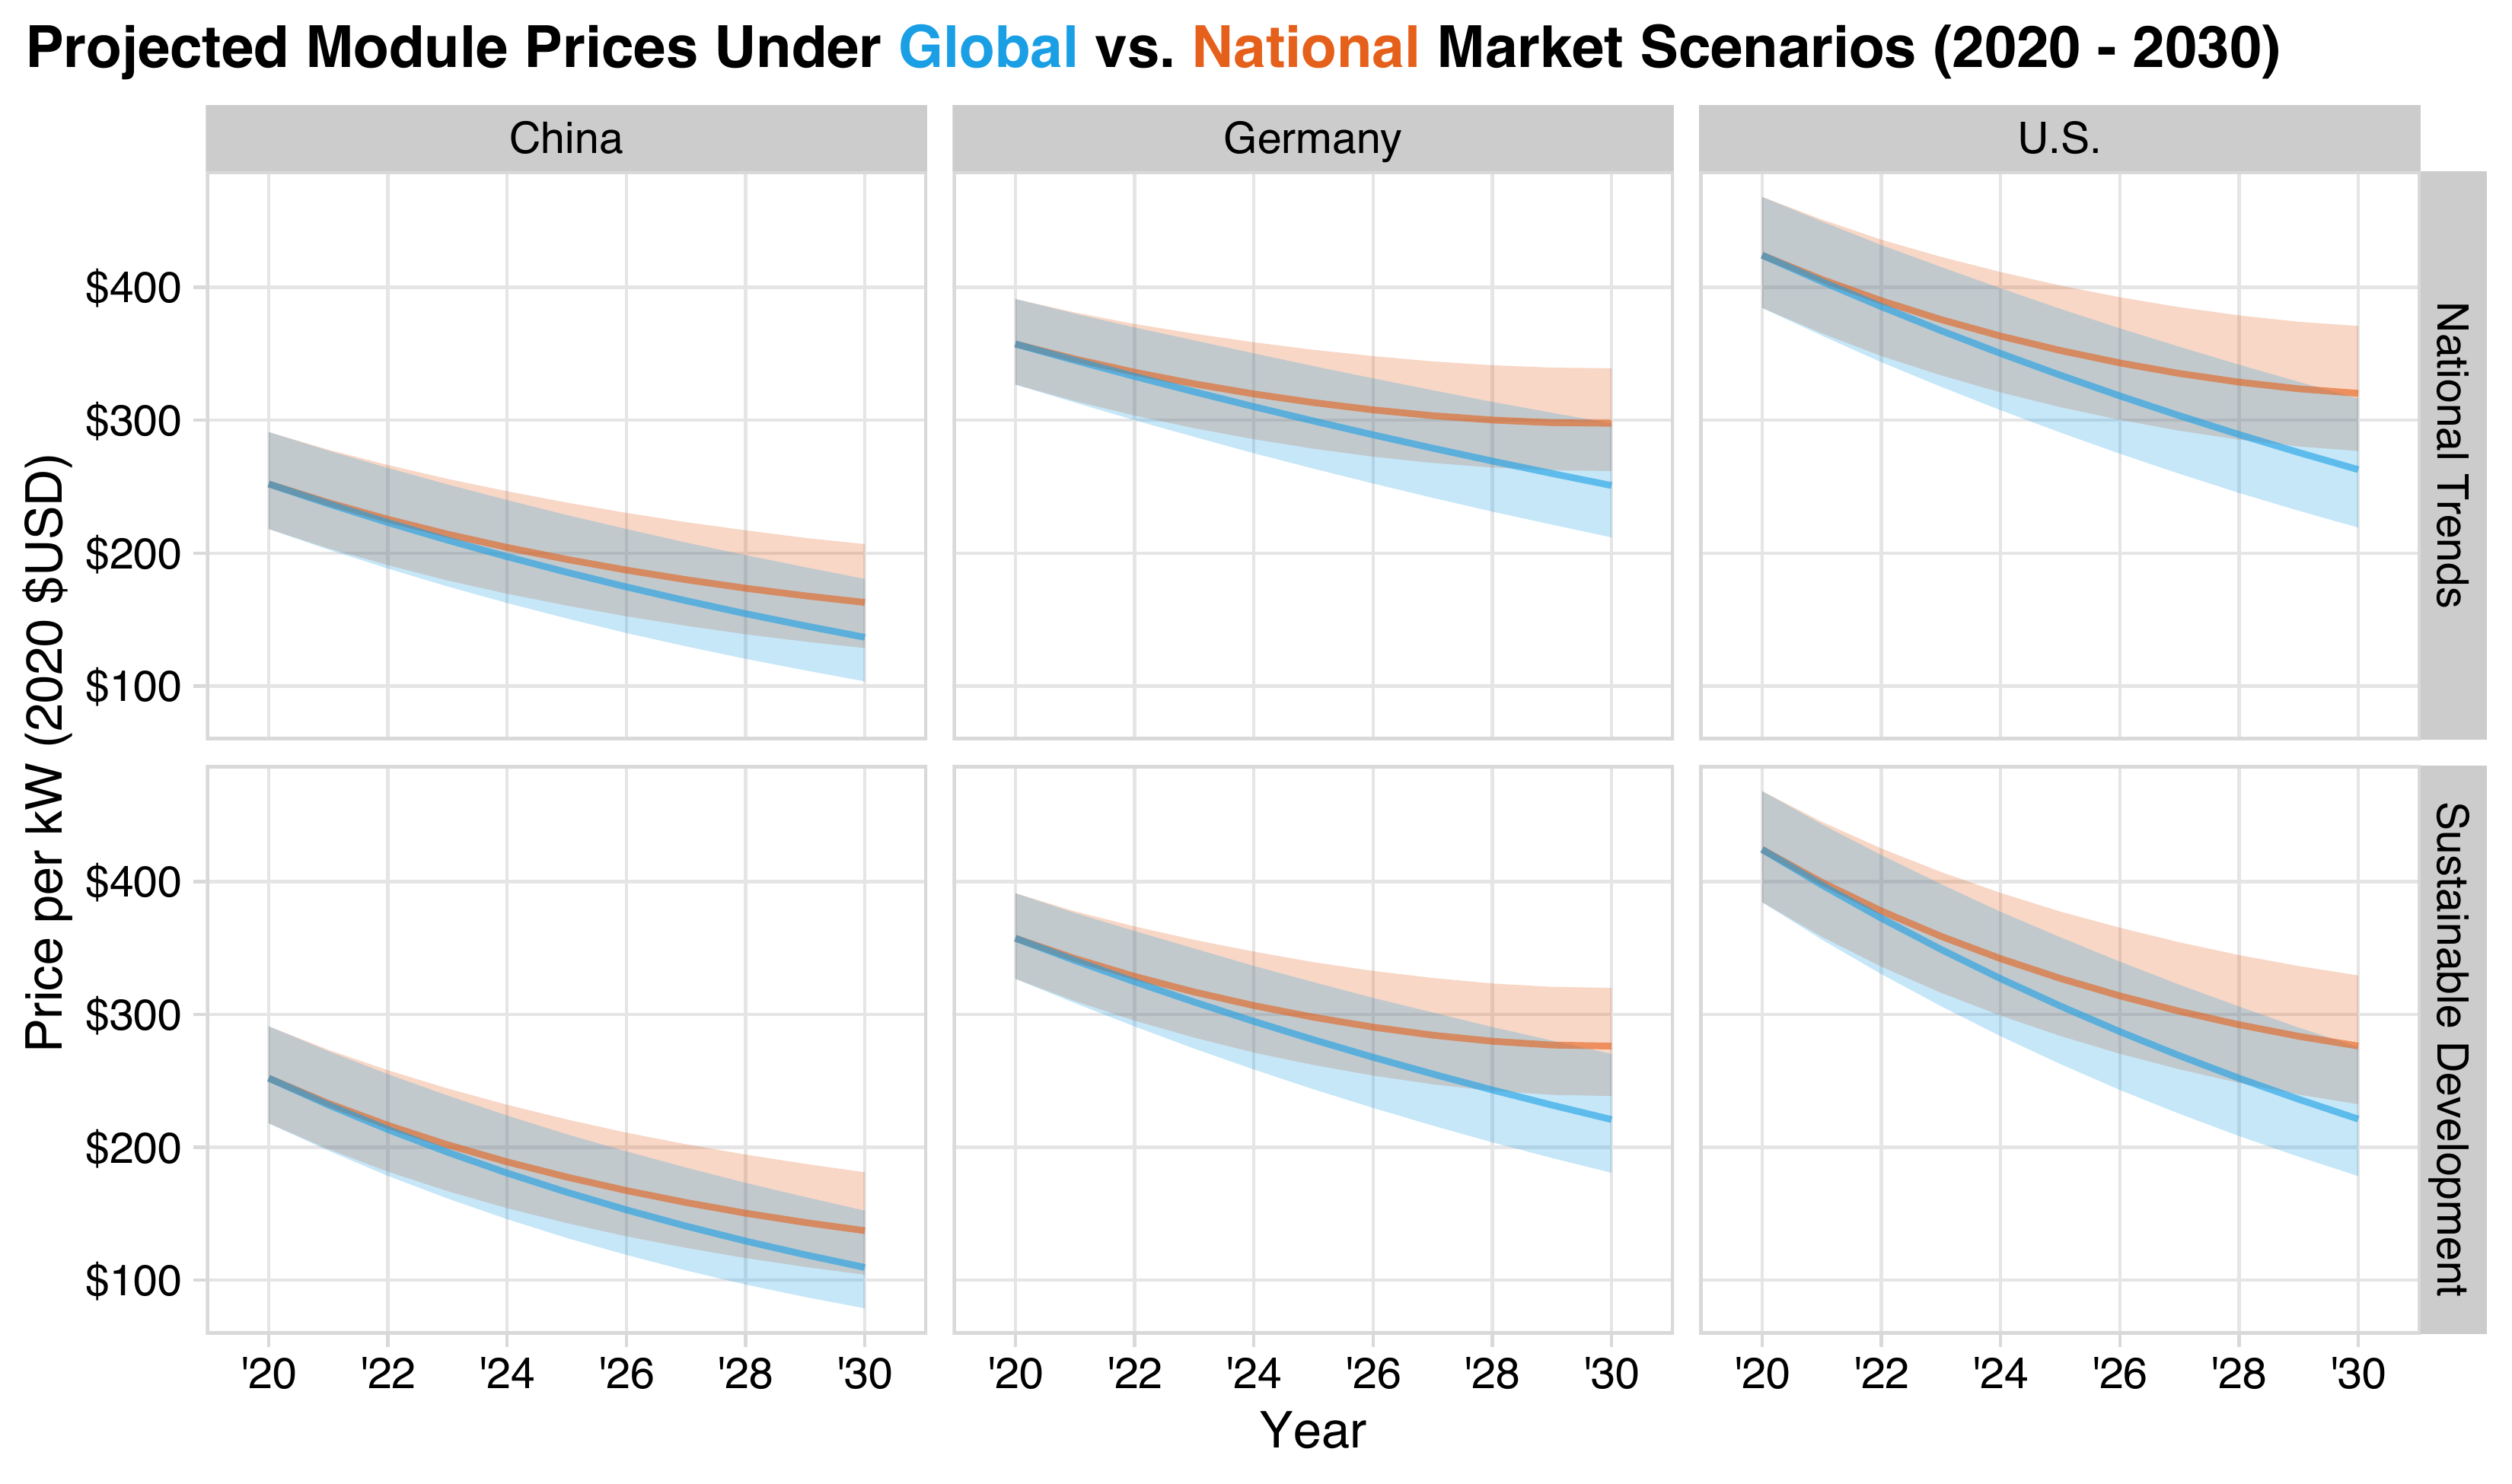 Projected Module Prices Under Global vs. National Market Scenarios (2020 - 2030)
China
Germany
U.S.
Price per kW (2020 $USD)
$400
$300
$200
$100
National Trends
$400
$300
$200
$100
Sustainable Development
'20 '22 '24 '26 '28 '30
'20 '22 '24 '26 '28 '30
'20 '22 '24 '26 '28 '30
Year